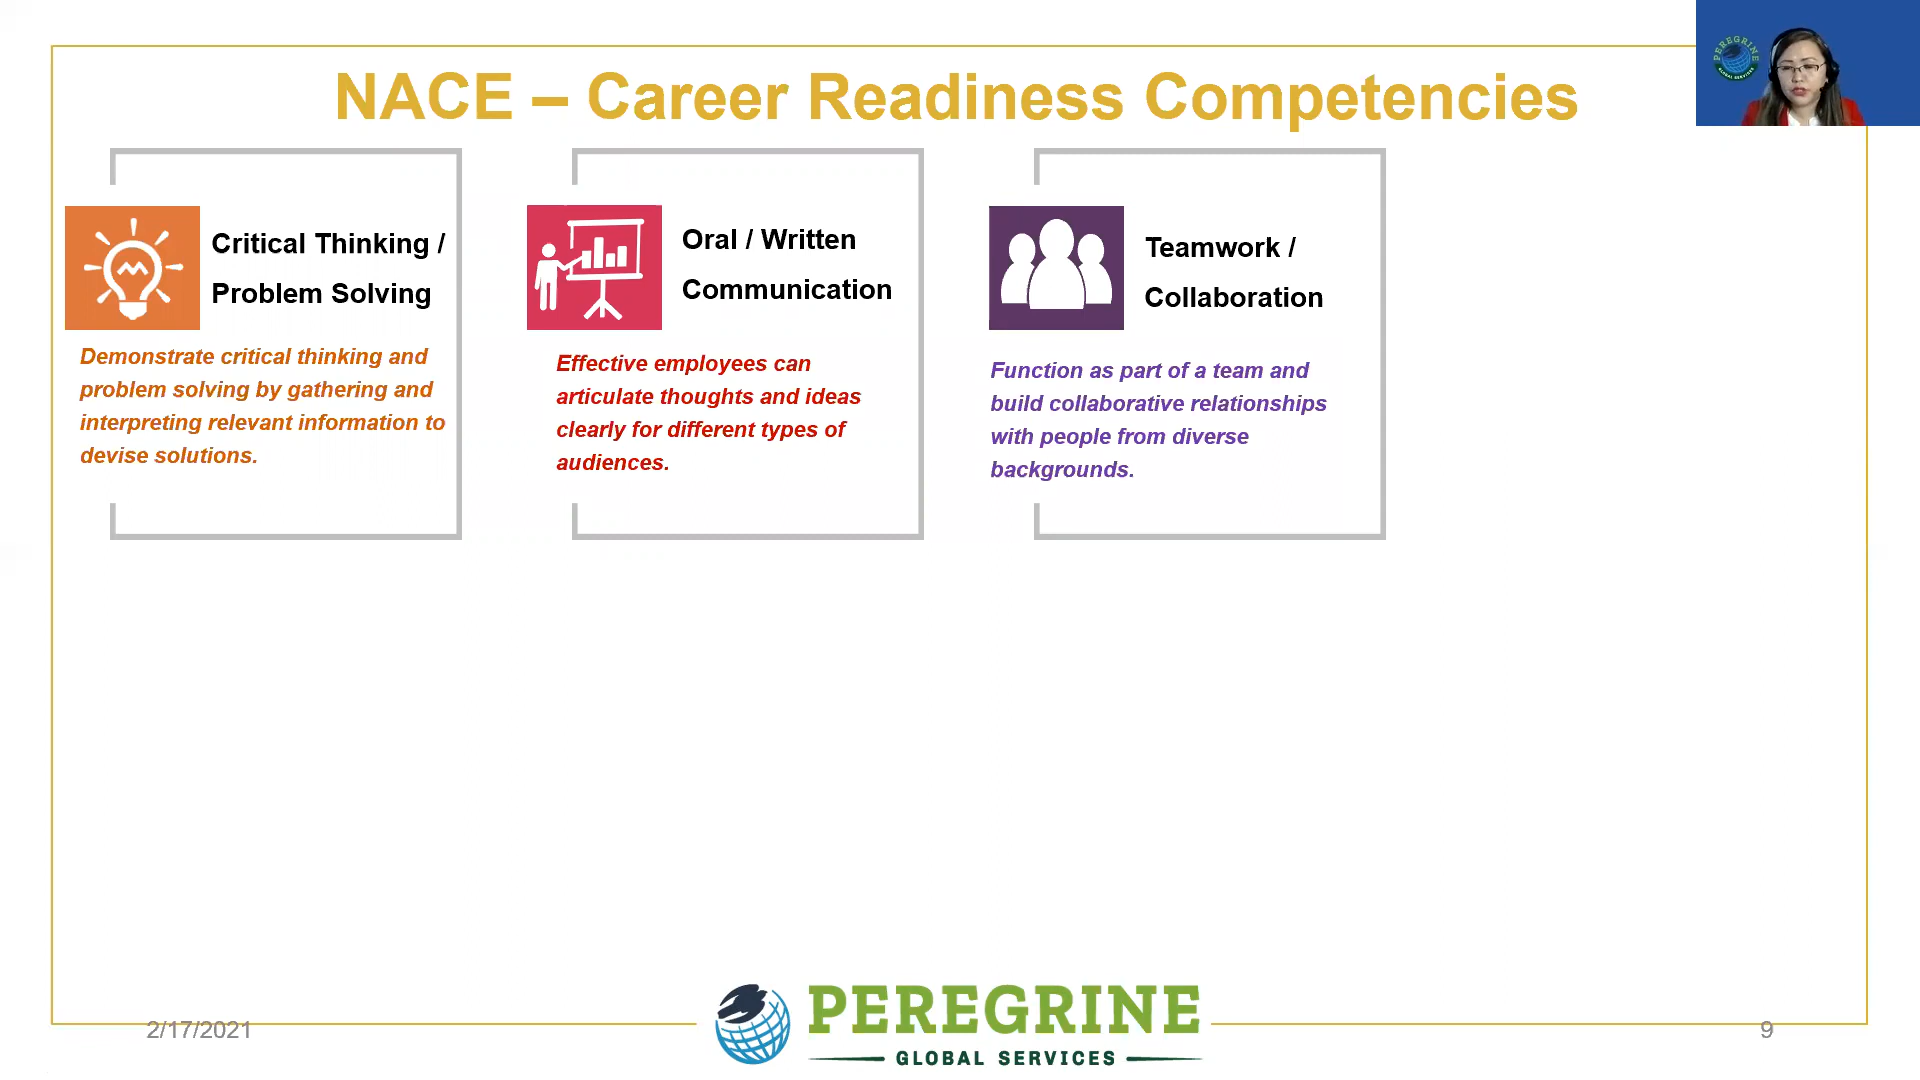 NACE – Career Readiness Competencies
PEREGRINE
GLOBAL SERVICES
Critical Thinking /
Problem Solving
Demonstrate critical thinking and
problem solving by gathering and
interpreting relevant information to
devise solutions.
Oral / Written
Communication
Effective employees can
articulate thoughts and ideas
clearly for different types of
audiences.
Teamwork /
Collaboration
Function as part of a team and
build collaborative relationships
with people from diverse
backgrounds.
2/17/2021
PEREGRINE
GLOBAL SERVICES
9